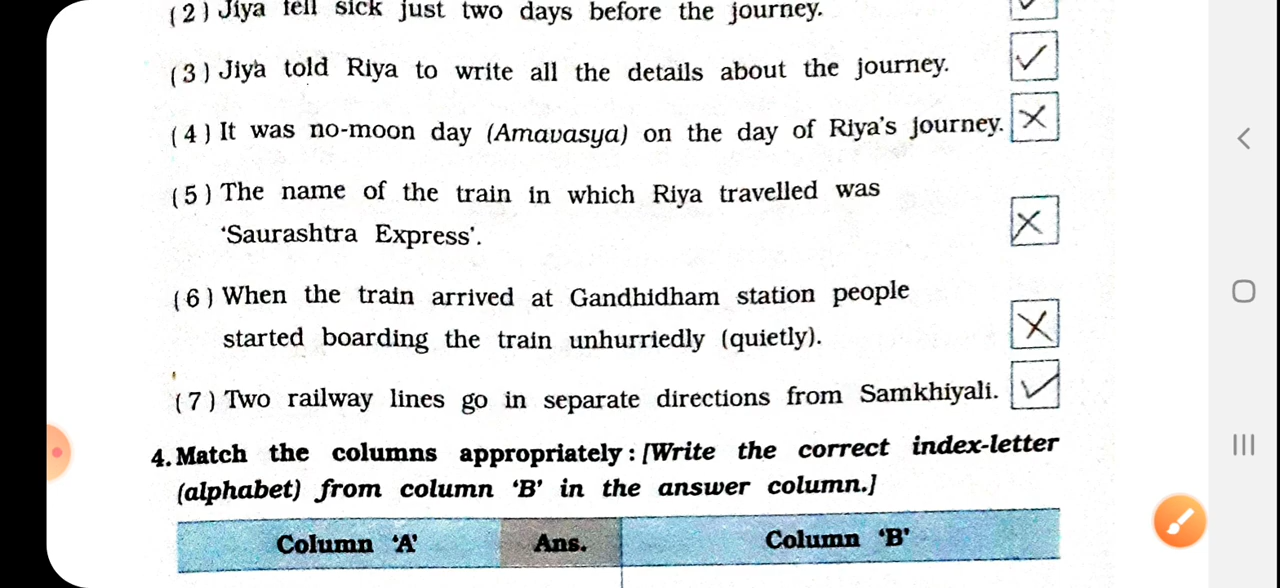 (2) Jiya fell sick just two days before the journey.
(3) Jiya told Riya to write all the details about the journey.
(4) It was no-moon day (Amavasya) on the day of Riya's journey.
(5) The name of the train in which Riya travelled was
'Saurashtra Express'.
(6) When the train arrived at Gandhidham station people
started boarding the train unhurriedly (quietly).
(7) Two railway lines go in separate directions from Samkhiyali.
4. Match the columns appropriately : [Write the correct index-letter
(alphabet) from column 'B' in the answer column.]
Column 'A' Ans. Column 'B'